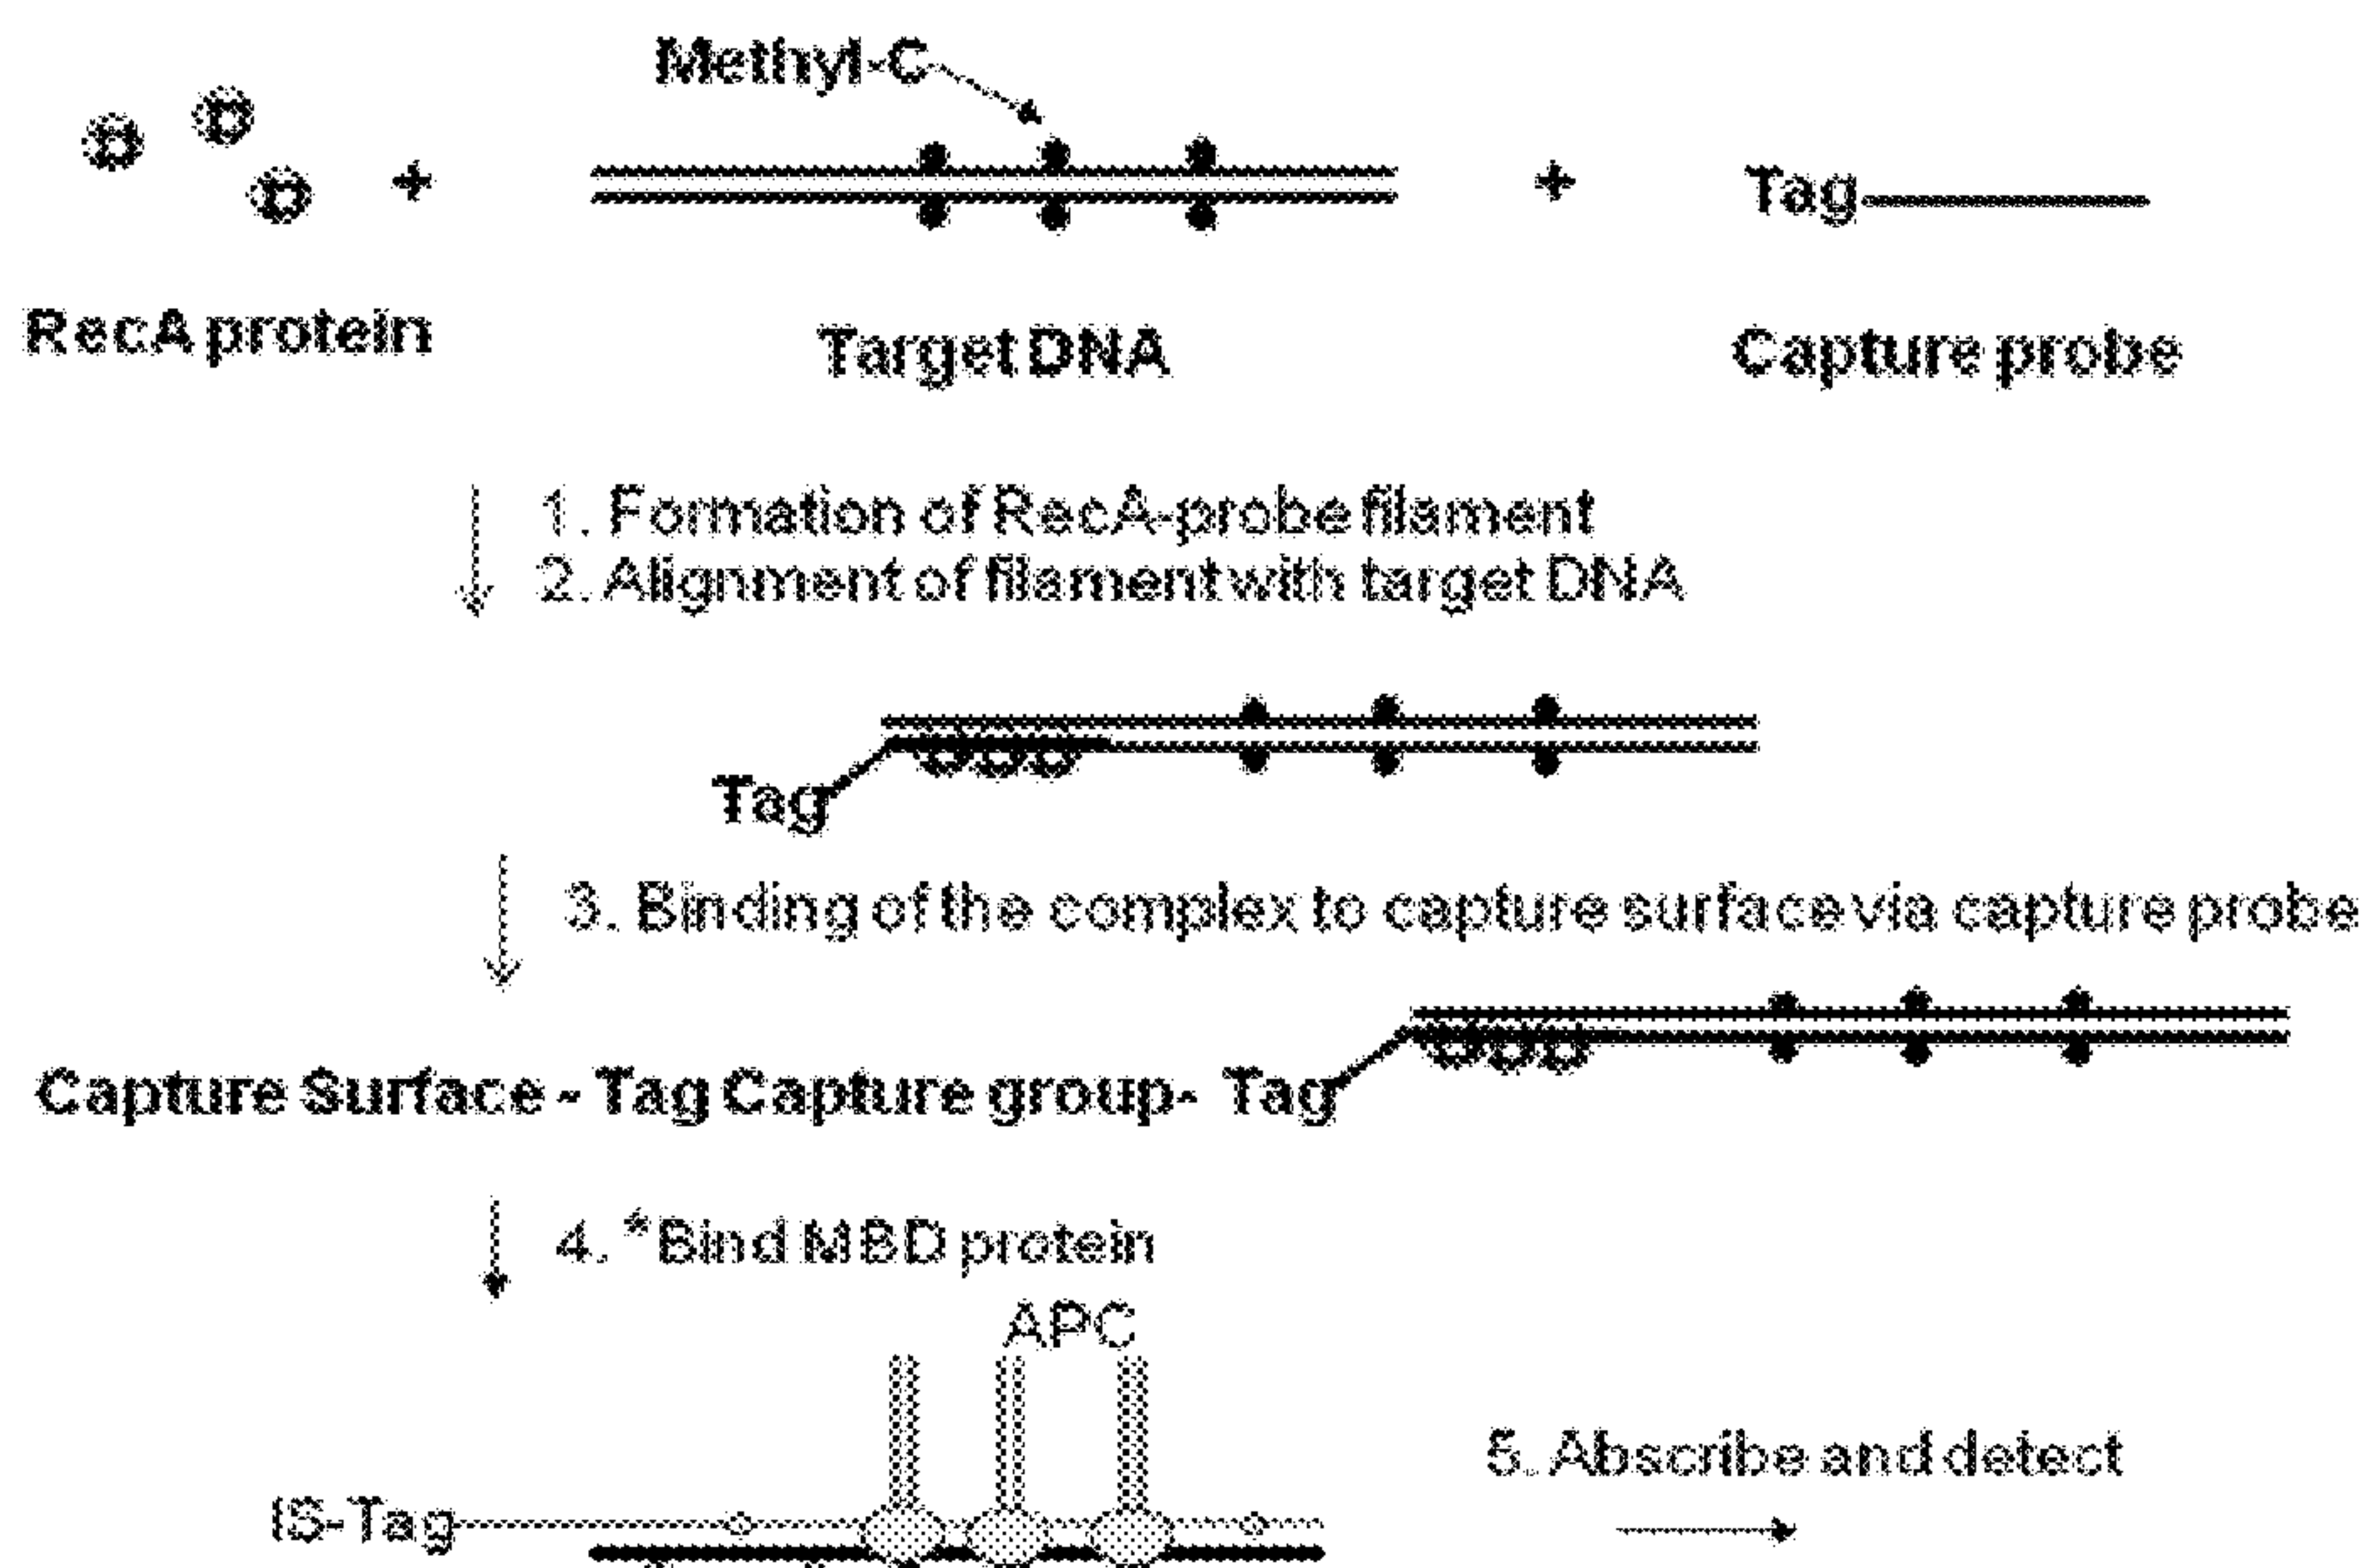 Methyl-C
+
+
Tag
RecA protein
Target DNA
Capture probe
1. Formation of RecA-probe filament
2. Alignment of filament with target DNA
Tag
3. Binding of the complex to capture surface via capture probe
Capture Surface - Tag Capture group- Tag
4. *Bind MBD protein
APC
5. Abscribe and detect
IS-Tag